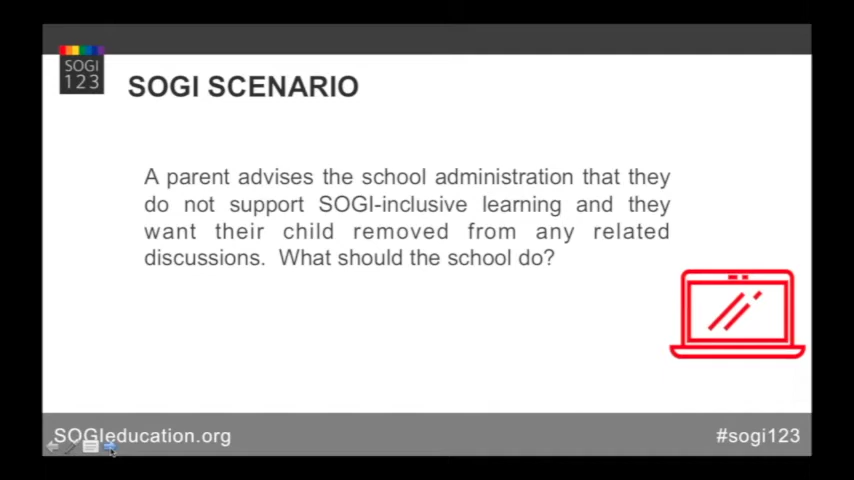 SOGI
123
SOGI SCENARIO
A parent advises the school administration that they
do not support SOGI-inclusive learning and they
want their child removed from any related
discussions. What should the school do?
SOGIeducation.org
#sogi123